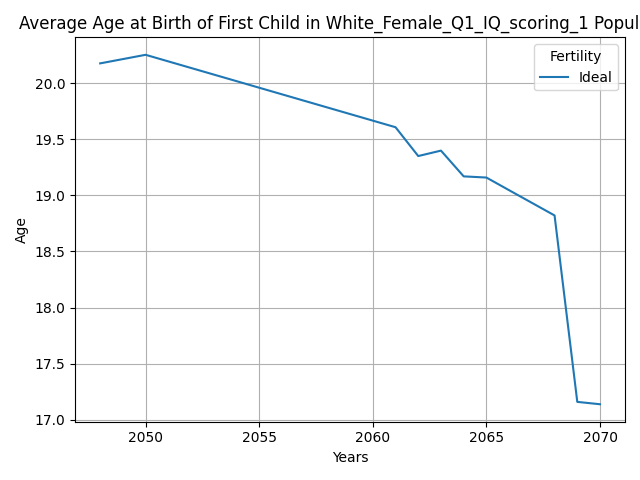 Average Age at Birth of First Child in White_Female_Q1_IQ_scoring_1 Popul
Fertility
Ideal
Age
20.0
19.5
19.0
18.5
18.0
17.5
17.0
2050 2055 2060 2065 2070
Years